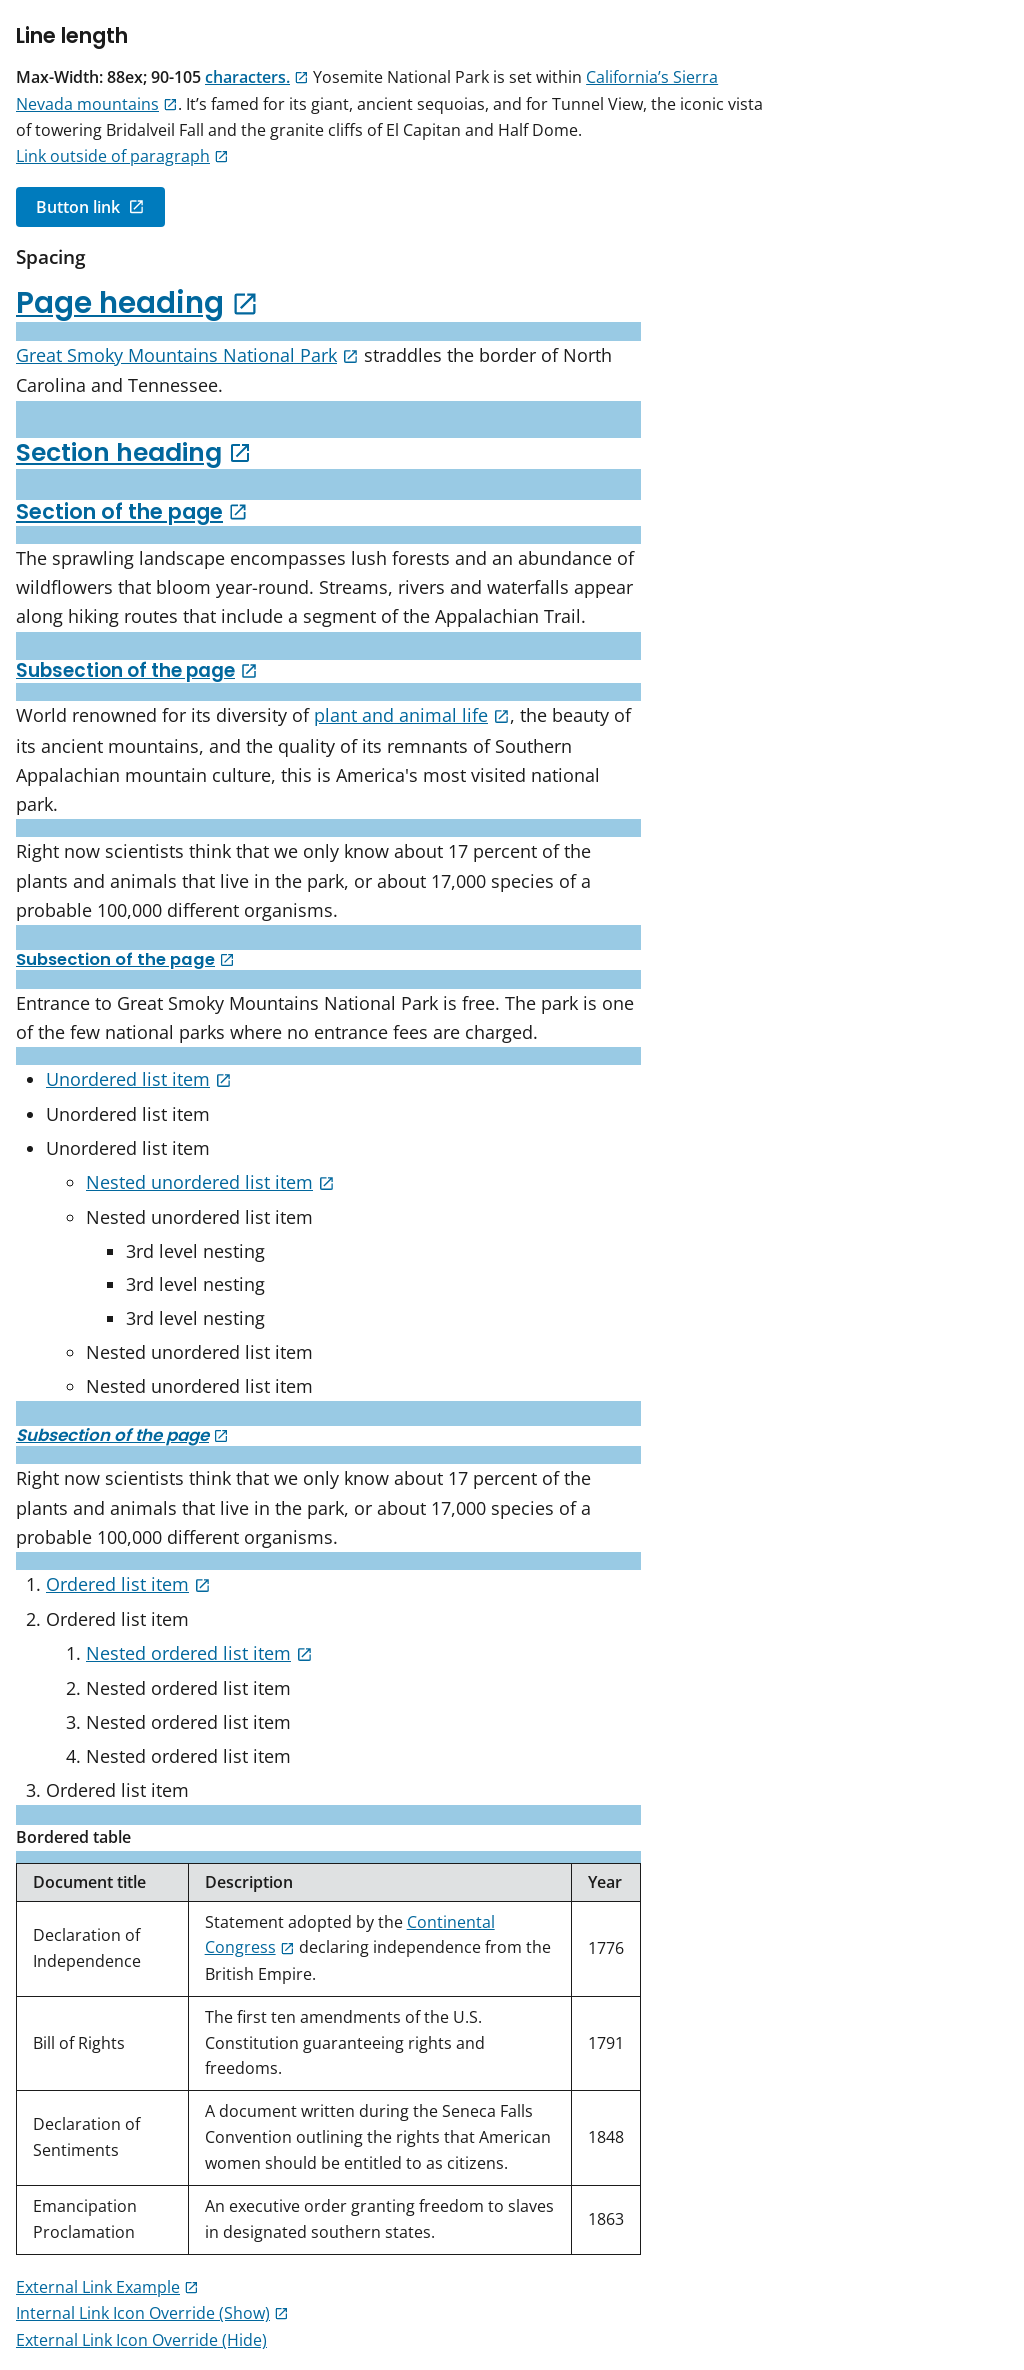 Line length
Max-Width: 88ex; 90-105 characters. Yosemite National Park is set within California’s Sierra
Nevada mountains. It’s famed for its giant, ancient sequoias, and for Tunnel View, the iconic vista
of towering Bridalveil Fall and the granite cliffs of El Capitan and Half Dome.
Link outside of paragraph
Button link
Spacing
Page heading
Great Smoky Mountains National Park straddles the border of North
Carolina and Tennessee.
Section heading
Section of the page
The sprawling landscape encompasses lush forests and an abundance of
wildflowers that bloom year-round. Streams, rivers and waterfalls appear
along hiking routes that include a segment of the Appalachian Trail.
Subsection of the page
World renowned for its diversity of plant and animal life, the beauty of
its ancient mountains, and the quality of its remnants of Southern
Appalachian mountain culture, this is America's most visited national
park.
Right now scientists think that we only know about 17 percent of the
plants and animals that live in the park, or about 17,000 species of a
probable 100,000 different organisms.
Subsection of the page
Entrance to Great Smoky Mountains National Park is free. The park is one
of the few national parks where no entrance fees are charged.
• Unordered list item
• Unordered list item
• Unordered list item
◦ Nested unordered list item
◦ Nested unordered list item
▪ 3rd level nesting
▪ 3rd level nesting
▪ 3rd level nesting
◦ Nested unordered list item
◦ Nested unordered list item
Subsection of the page
Right now scientists think that we only know about 17 percent of the
plants and animals that live in the park, or about 17,000 species of a
probable 100,000 different organisms.
1. Ordered list item
2. Ordered list item
1. Nested ordered list item
2. Nested ordered list item
3. Nested ordered list item
4. Nested ordered list item
3. Ordered list item
Bordered table
Document title Description Year
Declaration of
Independence
Statement adopted by the Continental
Congress declaring independence from the
British Empire.
1776
Bill of Rights
The first ten amendments of the U.S.
Constitution guaranteeing rights and
freedoms.
1791
Declaration of
Sentiments
A document written during the Seneca Falls
Convention outlining the rights that American
women should be entitled to as citizens.
1848
Emancipation
Proclamation
An executive order granting freedom to slaves
in designated southern states.
1863
External Link Example
Internal Link Icon Override (Show)
External Link Icon Override (Hide)